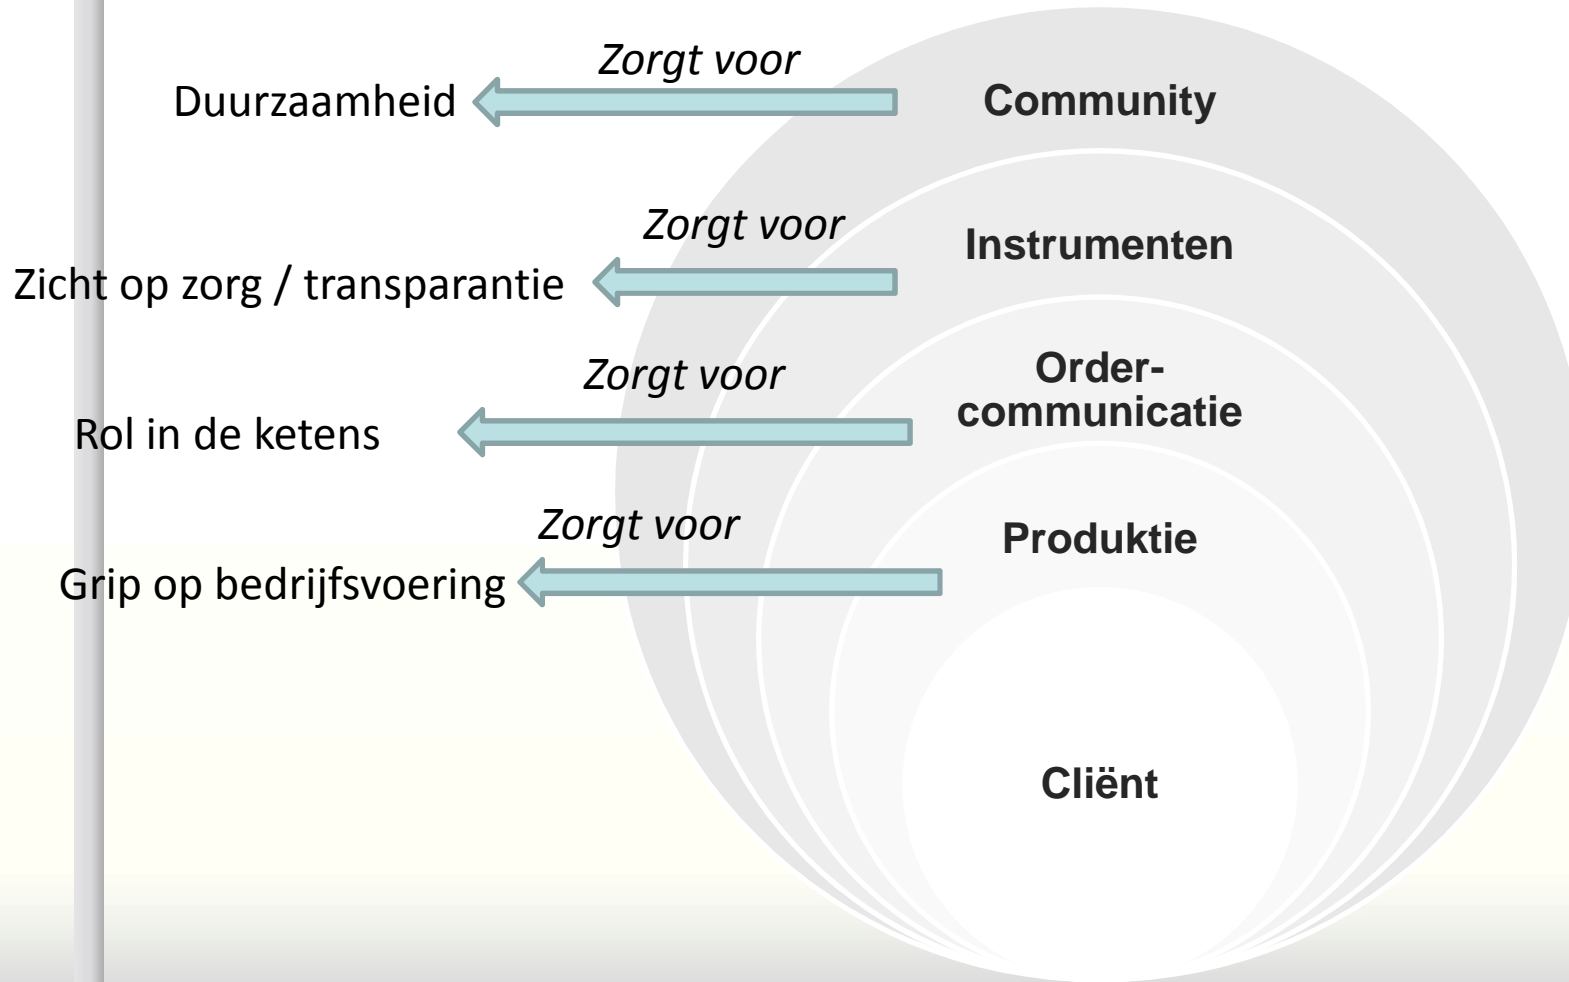 Zorgt voor
Duurzaamheid
Community
Zorgt voor
Instrumenten
Zicht op zorg / transparantie
Zorgt voor
Order-
communicatie
Rol in de ketens
Zorgt voor
Produktie
Grip op bedrijfsvoering
Cliënt